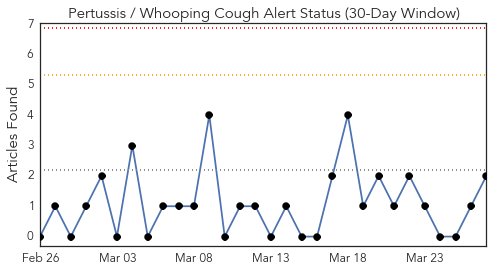 Pertussis / Whooping Cough Alert Status (30-Day Window)
7
6
5
4
3
2
1
0
Articles Found
Feb 26
Mar 03
Mar 08
Mar 13
Mar 18
Mar 23